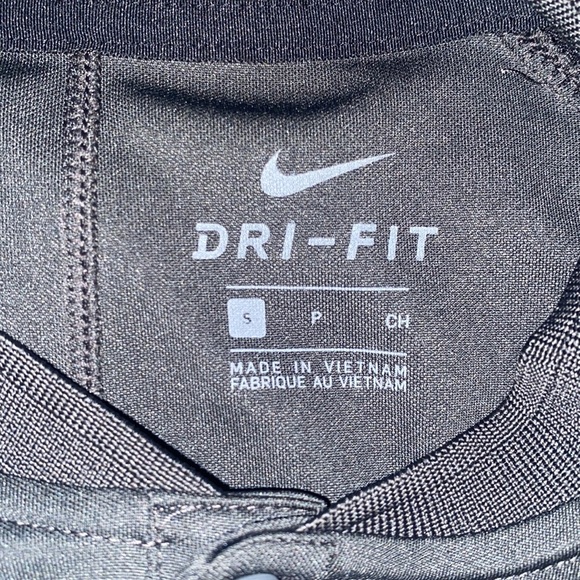 DRI-FIT
S P CH
MADE IN VIETNAM
FABRIQUE AU VIETNAM